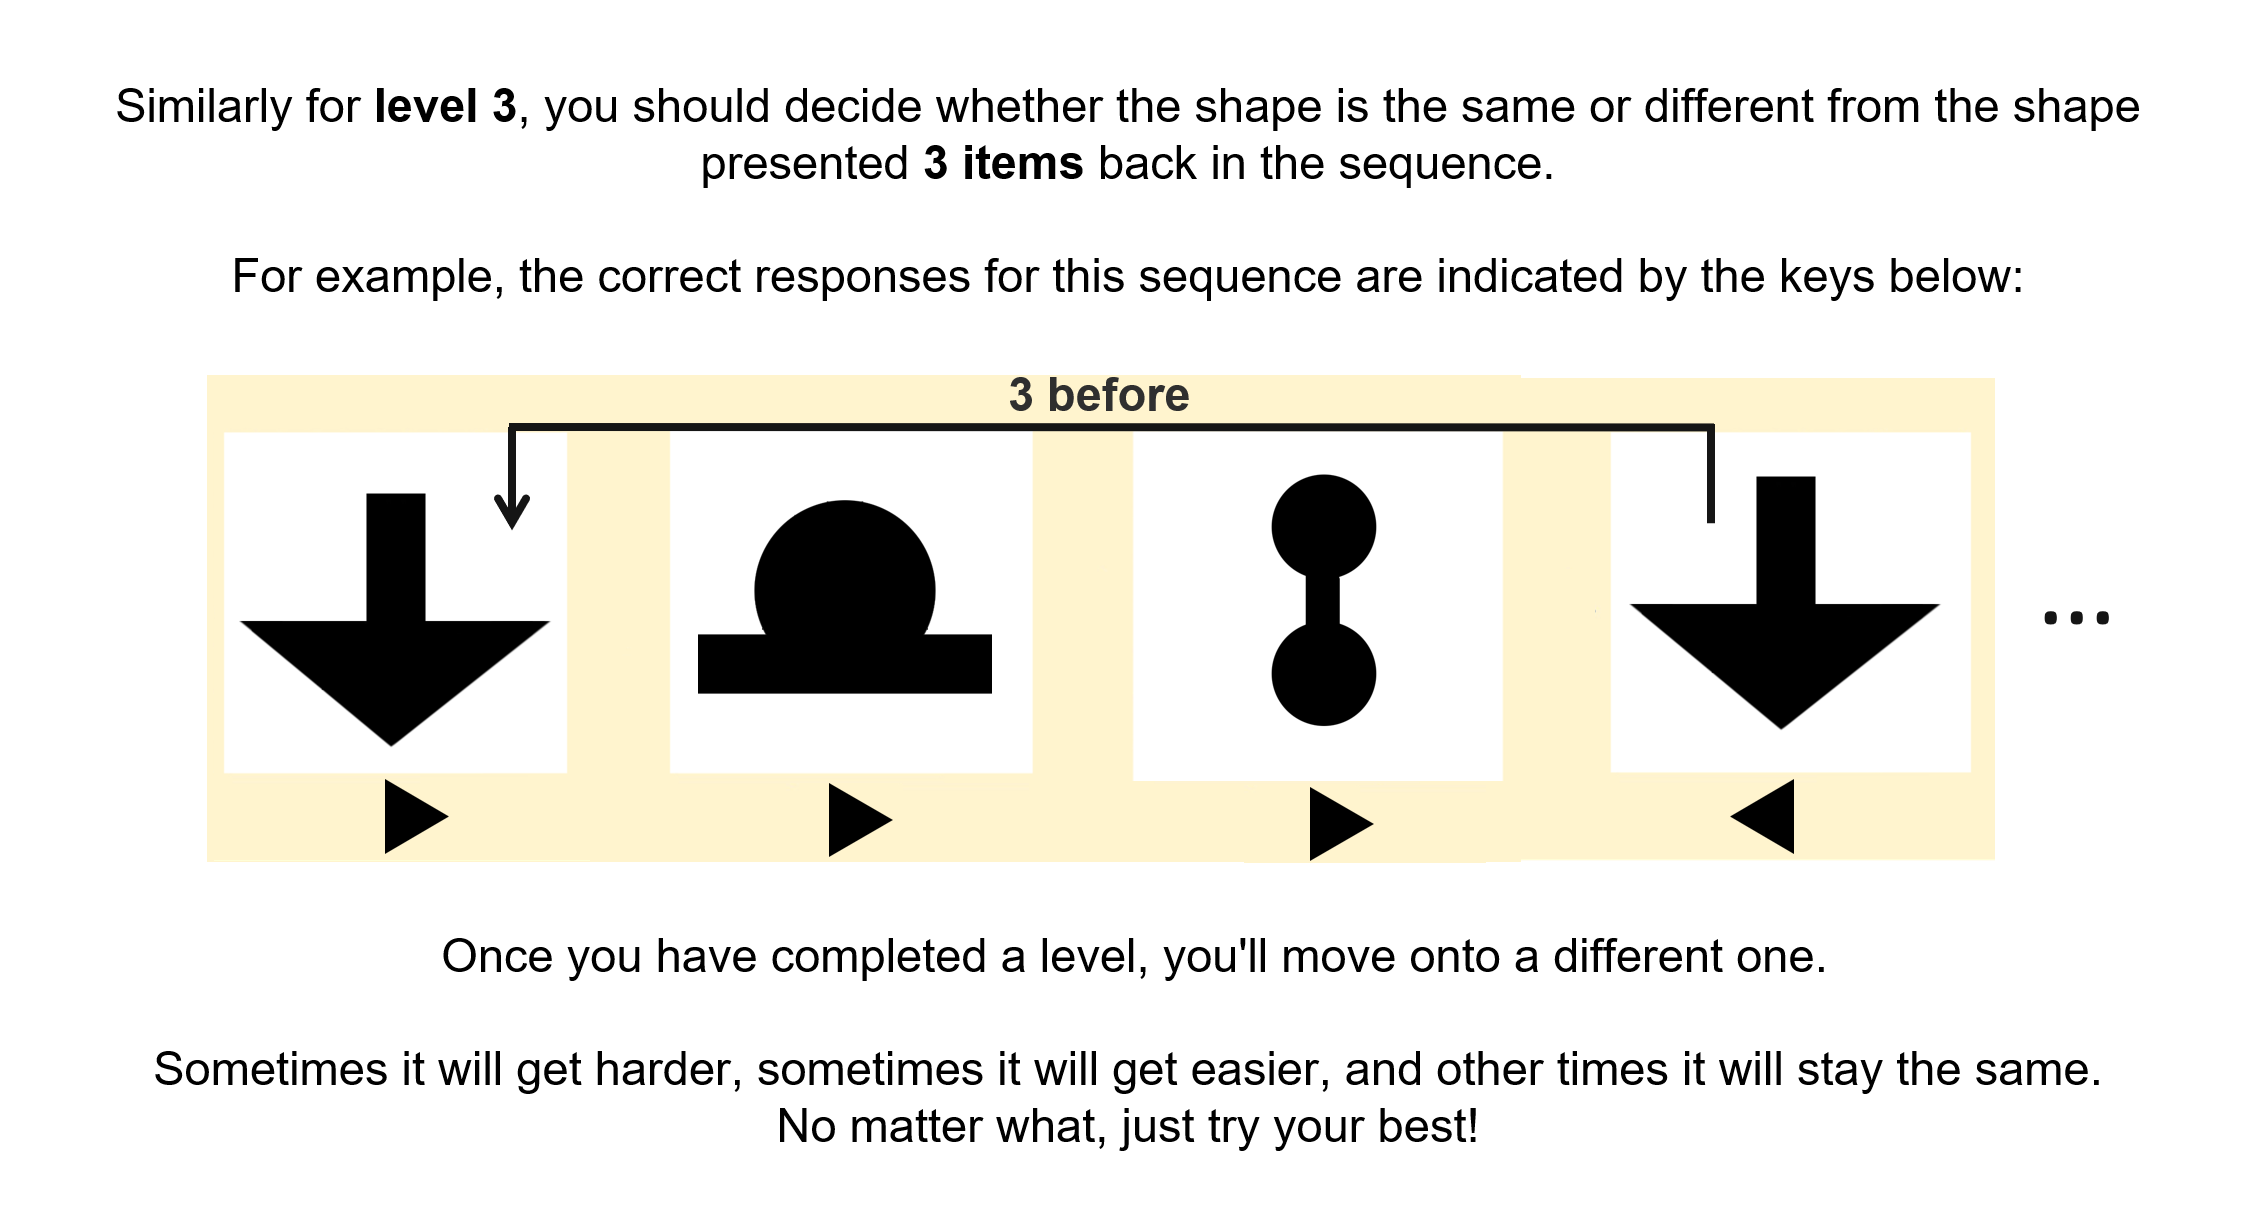 Similarly for level 3, you should decide whether the shape is the same or different from the shape
presented 3 items back in the sequence.
For example, the correct responses for this sequence are indicated by the keys below:
3 before
...
Once you have completed a level, you'll move onto a different one.
Sometimes it will get harder, sometimes it will get easier, and other times it will stay the same.
No matter what, just try your best!